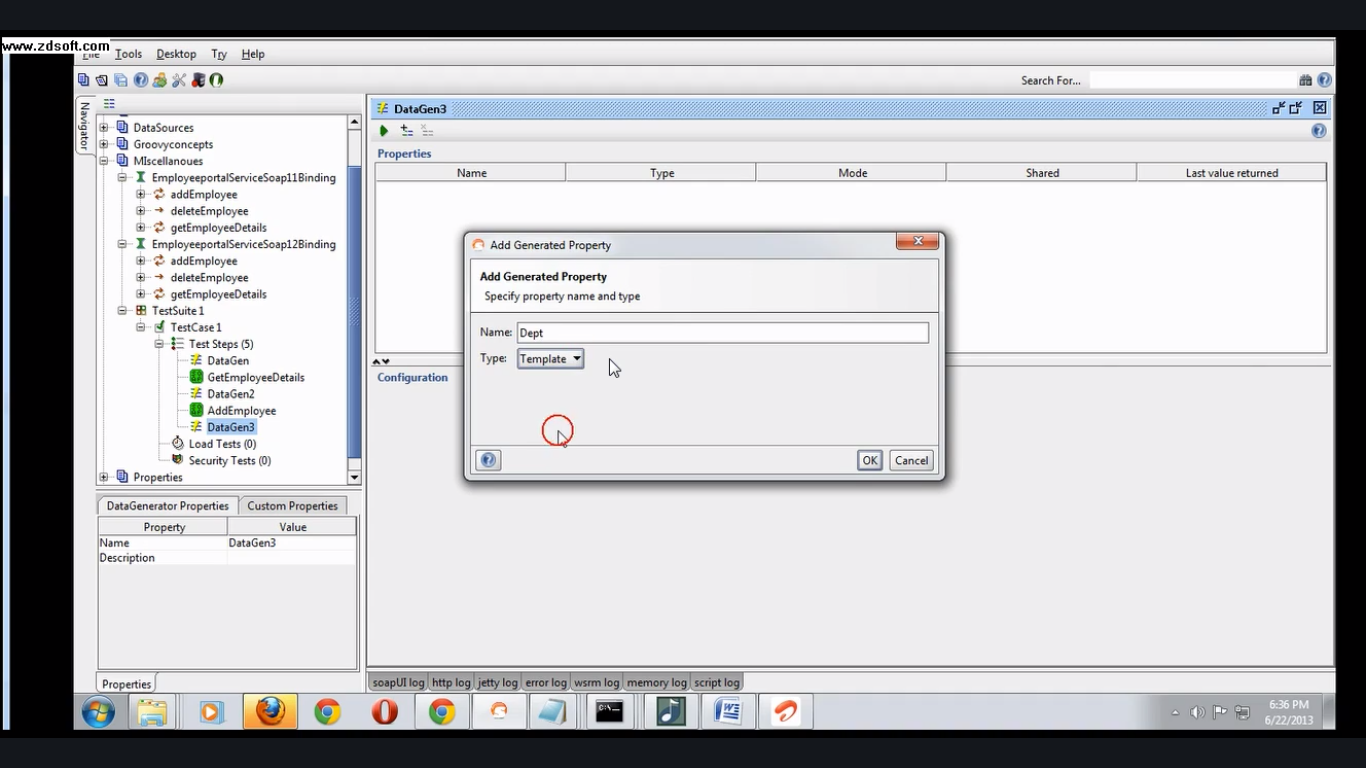 www.zdsoft.com
File Tools Desktop Try Help
Search For...
Navigator
DataSources
Groovyconcepts
MIscellanoues
EmployeeportalServiceSoap11Binding
addEmployee
deleteEmployee
getEmployeeDetails
EmployeeportalServiceSoap12Binding
addEmployee
deleteEmployee
getEmployeeDetails
TestSuite 1
TestCase 1
Test Steps (5)
DataGen
GetEmployeeDetails
DataGen2
AddEmployee
DataGen3
Load Tests (0)
Security Tests (0)
Properties
DataGenerator Properties Custom Properties
Property Value
Name DataGen3
Description
Properties
DataGen3
Properties
Name Type Mode Shared Last value returned
Configuration
Add Generated Property
Add Generated Property
Specify property name and type
Name: Dept
Type: Template
OK Cancel
soapUI log http log jetty log error log wsrm log memory log script log
6:36 PM
6/22/2013